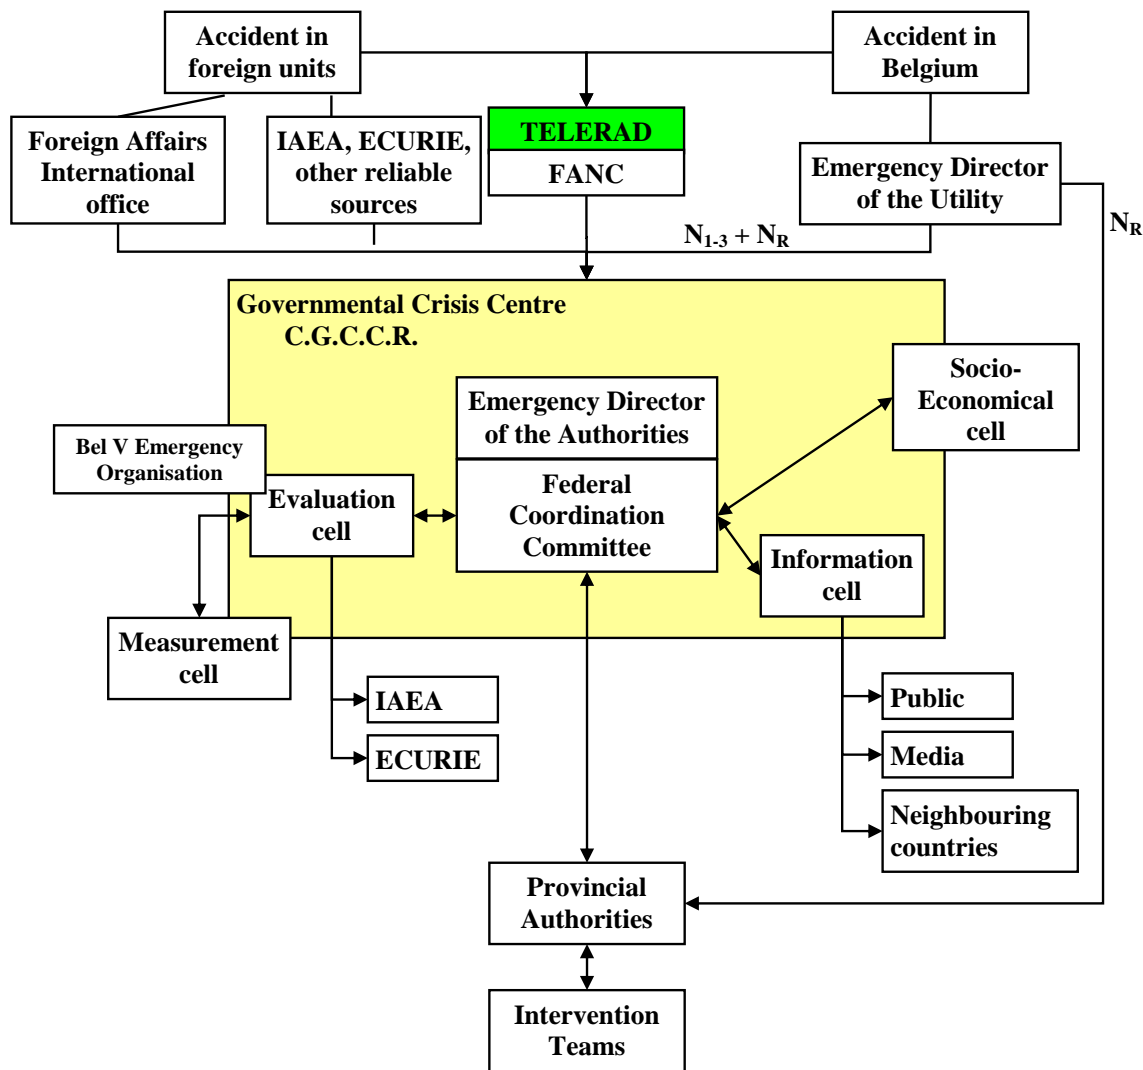 Accident in
foreign units
Accident in
Belgium
Foreign Affairs
International
office
IAEA, ECURIE,
other reliable
sources
TELERAD
FANC
Emergency Director
of the Utility
N1-3 + NR
NR
Governmental Crisis Centre
C.G.C.C.R.
Socio-
Economical
cell
Emergency Director
of the Authorities
Bel V Emergency
Organisation
Evaluation
cell
Federal
Coordination
Committee
Information
cell
Measurement
cell
IAEA
ECURIE
Public
Media
Neighbouring
countries
Provincial
Authorities
Intervention
Teams